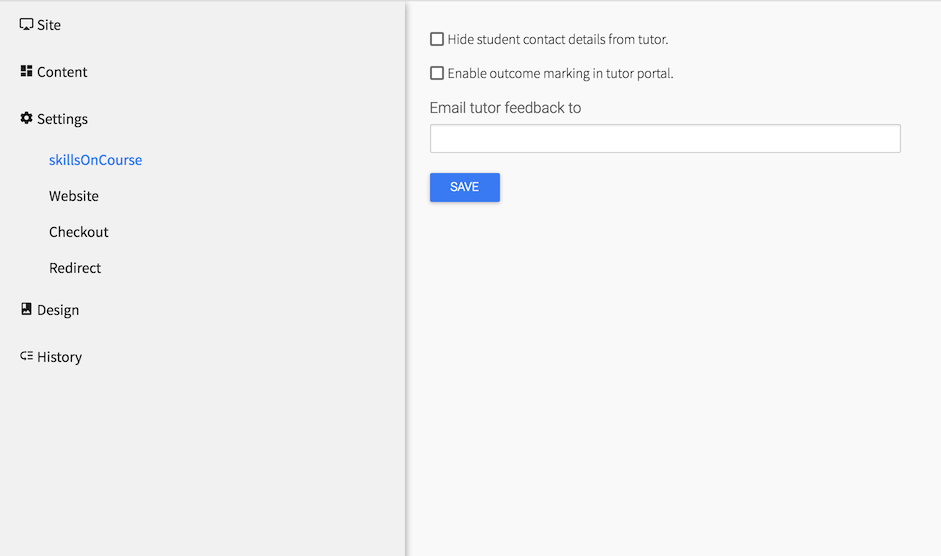 Site
Content
Settings
skillsOnCourse
Website
Checkout
Redirect
Design
History
Hide student contact details from tutor.
Enable outcome marking in tutor portal.
Email tutor feedback to
SAVE